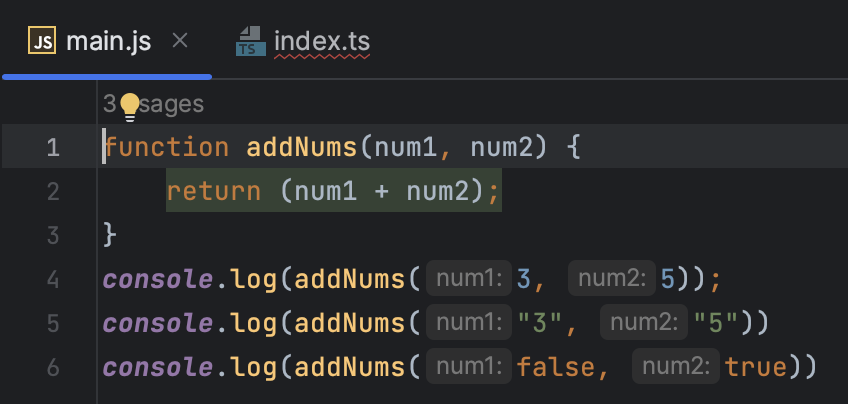 JS main.js ×
TS index.ts
3 usages
1 function addNums(num1, num2) {
2 return (num1 + num2);
3 }
4 console.log(addNums( num1: 3, num2: 5));
5 console.log(addNums( num1: "3", num2: "5"))
6 console.log(addNums( num1: false, num2: true))